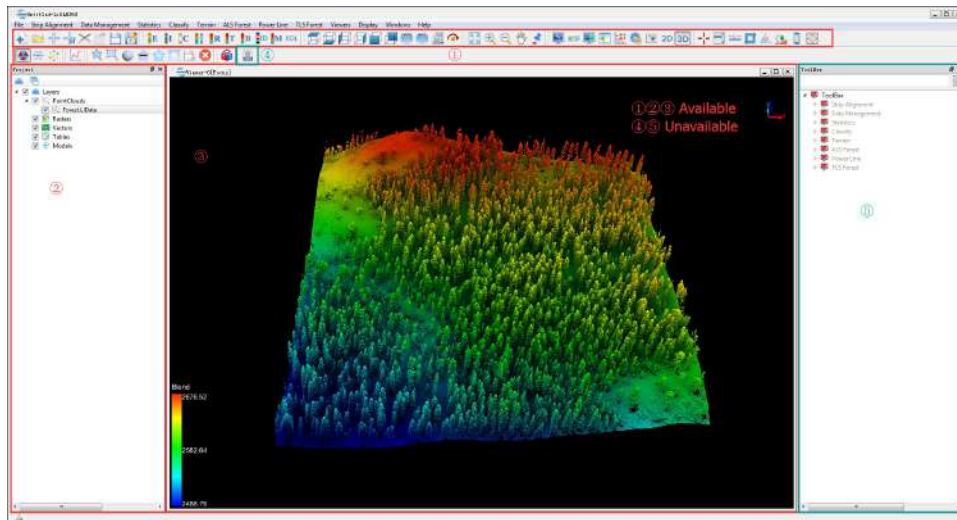 File Strip Alignment Data Management Statistics Classify Terrain ALS Forest Power Line TLS Forest Viewers Display Windows Help
2D 3D
④ ①
Project
Layers
PointClouds
Rasters
Vectors
Tables
Models
②
③
①②③ Available
④⑤ Unavailable
Blend
2676.52
2582.64
2488.76
ToolBox
ToolBox
Strip Alignment
Data Management
Statistics
Classify
Terrain
ALS Forest
Power Line
TLS Forest
⑤